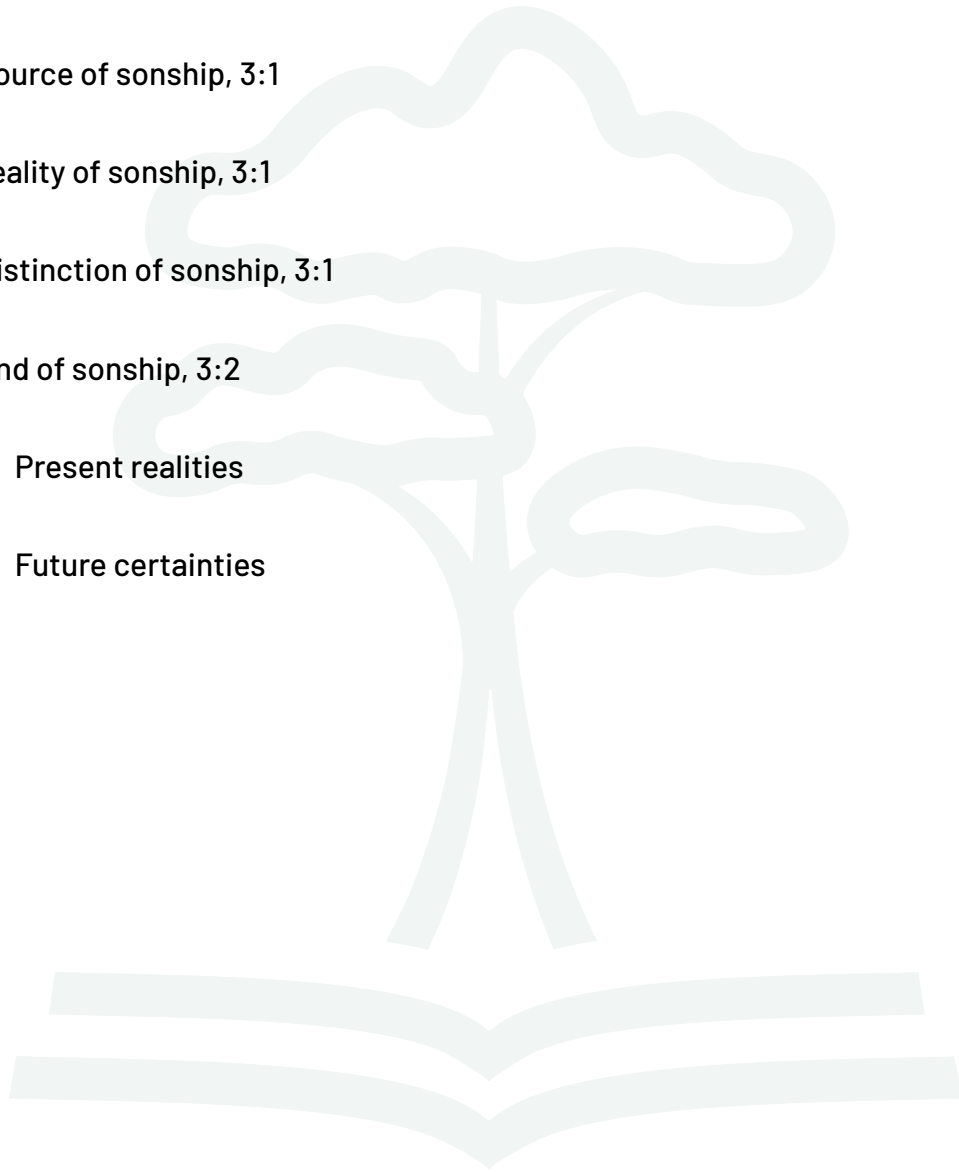 ource of sonship, 3:1
eality of sonship, 3:1
istinction of sonship, 3:1
nd of sonship, 3:2
Present realities
Future certainties